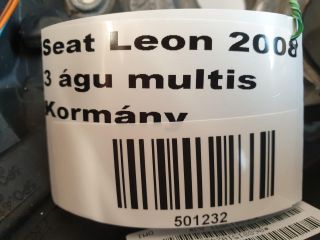 Seat Leon 2008
3 águ multis
Kormány
501232